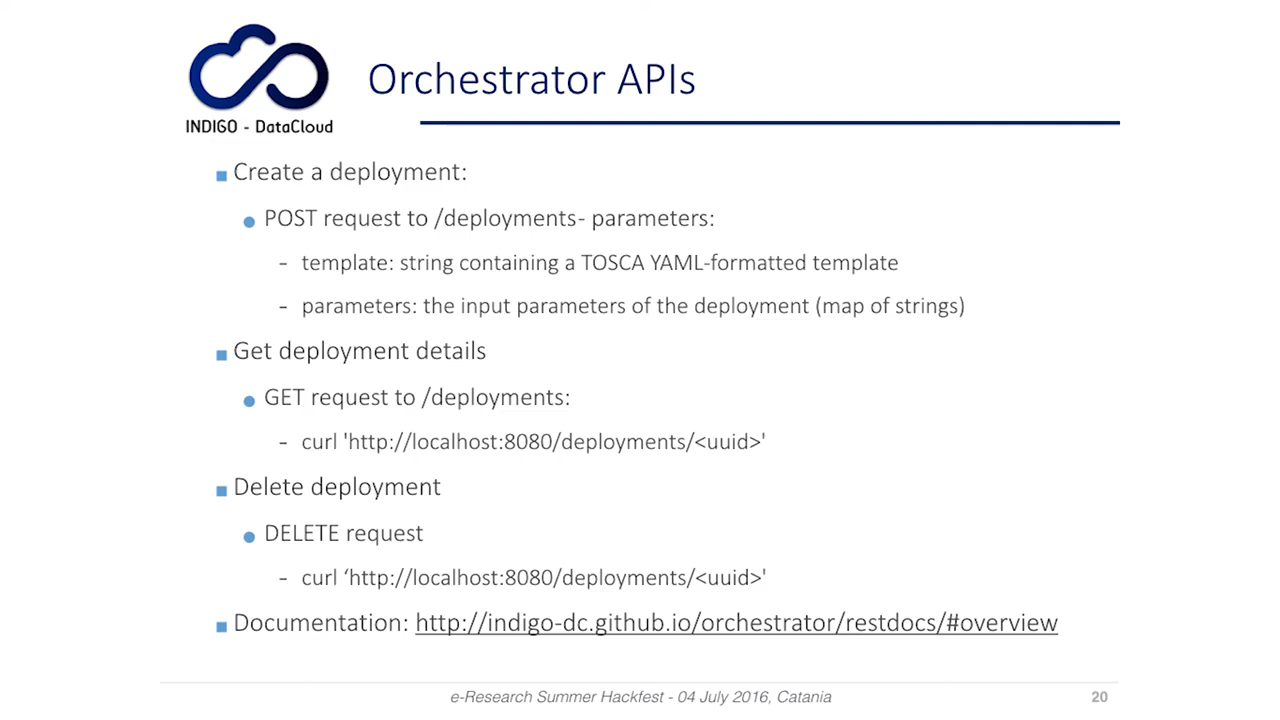 INDIGO - DataCloud
Orchestrator APIs
Create a deployment:
POST request to /deployments- parameters:
- template: string containing a TOSCA YAML-formatted template
- parameters: the input parameters of the deployment (map of strings)
Get deployment details
GET request to /deployments:
- curl 'http://localhost:8080/deployments/<uuid>'
Delete deployment
DELETE request
- curl ‘http://localhost:8080/deployments/<uuid>'
Documentation: http://indigo-dc.github.io/orchestrator/restdocs/#overview
e-Research Summer Hackfest - 04 July 2016, Catania
20